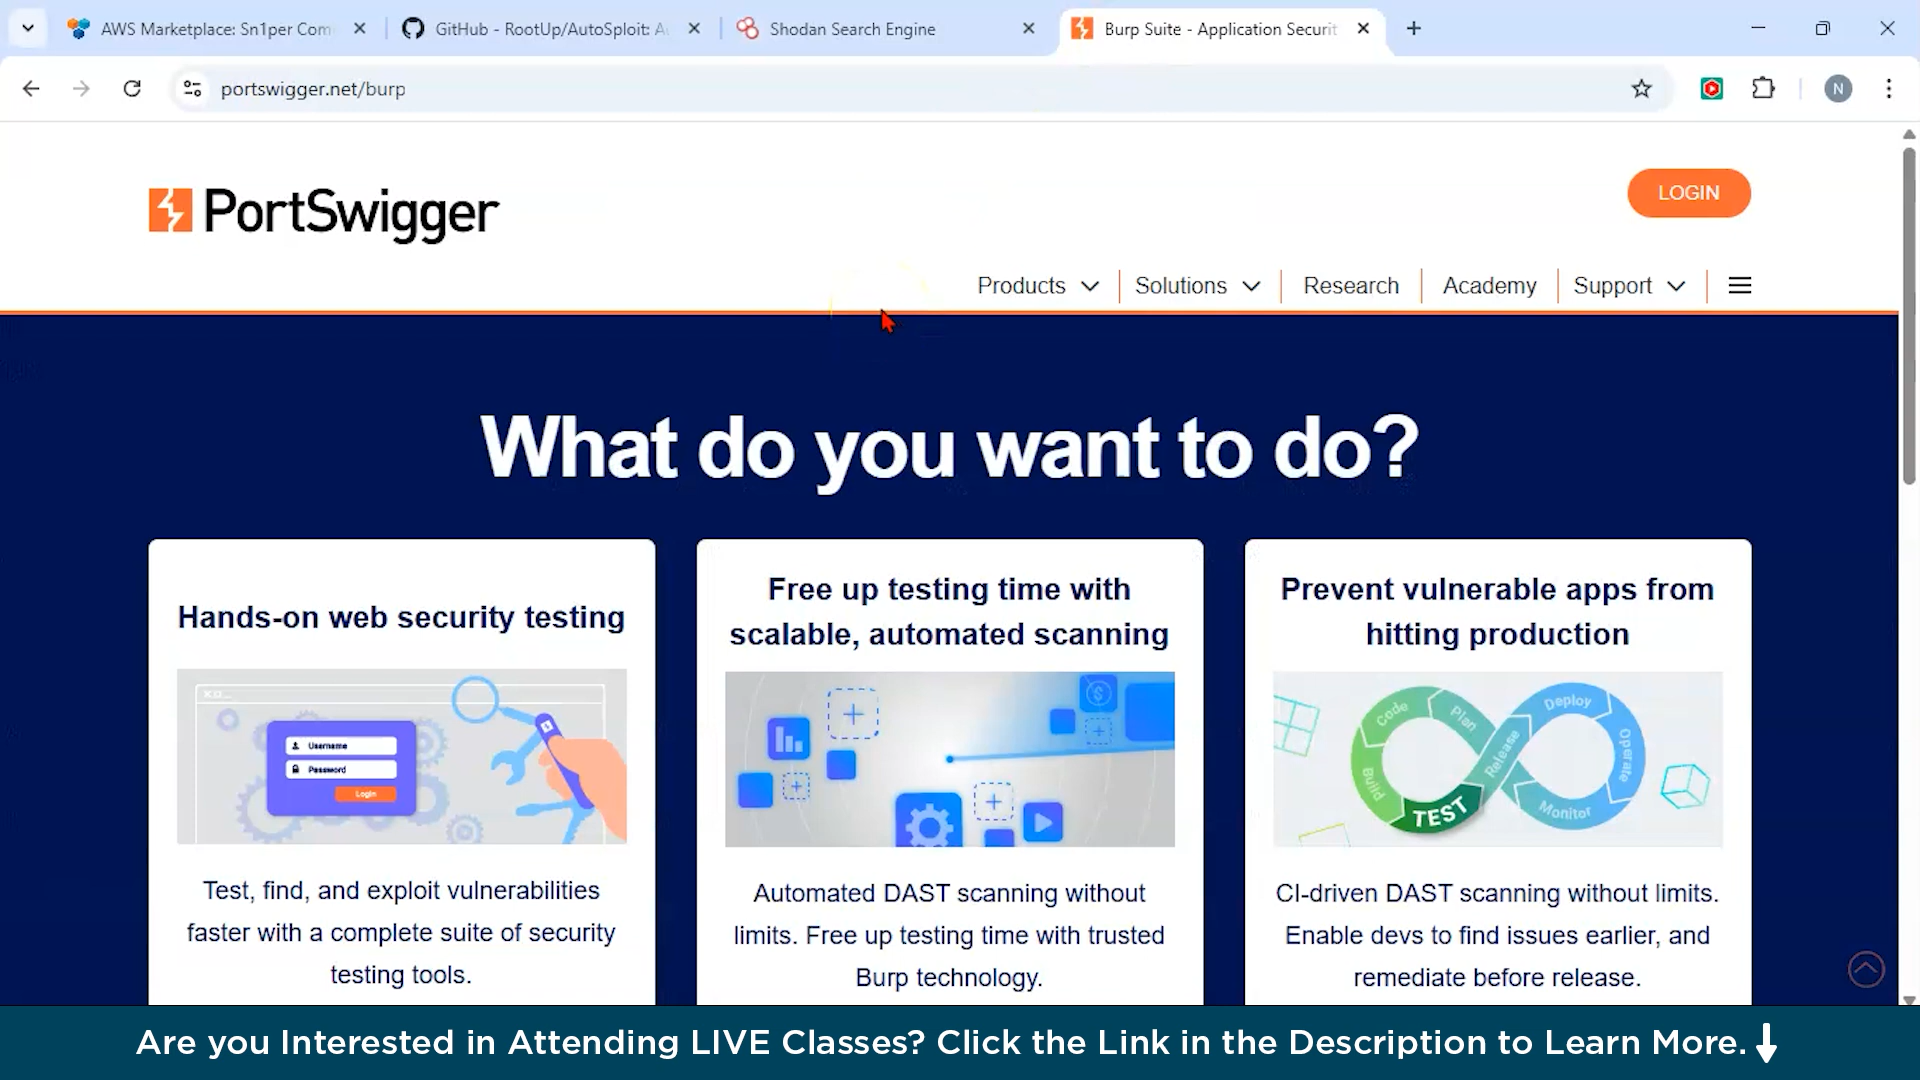 AWS Marketplace: Sn1per Com
GitHub - RootUp/AutoSploit: A
Shodan Search Engine
Burp Suite - Application Securit
portswigger.net/burp
N
PortSwigger
LOGIN
Products
Solutions
Research
Academy
Support
What do you want to do?
Hands-on web security testing
Username
Password
Login
Test, find, and exploit vulnerabilities
faster with a complete suite of security
testing tools.
Free up testing time with
scalable, automated scanning
Automated DAST scanning without
limits. Free up testing time with trusted
Burp technology.
Prevent vulnerable apps from
hitting production
Code
Plan
Build
TEST
Release
Deploy
Operate
Monitor
CI-driven DAST scanning without limits.
Enable devs to find issues earlier, and
remediate before release.
Are you Interested in Attending LIVE Classes? Click the Link in the Description to Learn More.